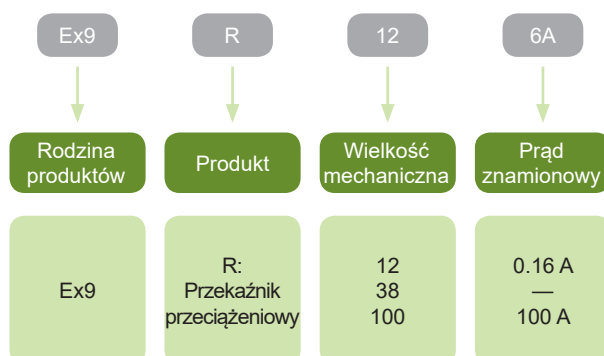 Ex9 R 12 6A
Rodzina produktów
Produkt
Wielkość mechaniczna
Prąd znamionowy
Ex9
R:
Przekaźnik
przeciążeniowy
12
38
100
0.16 A
—
100 A